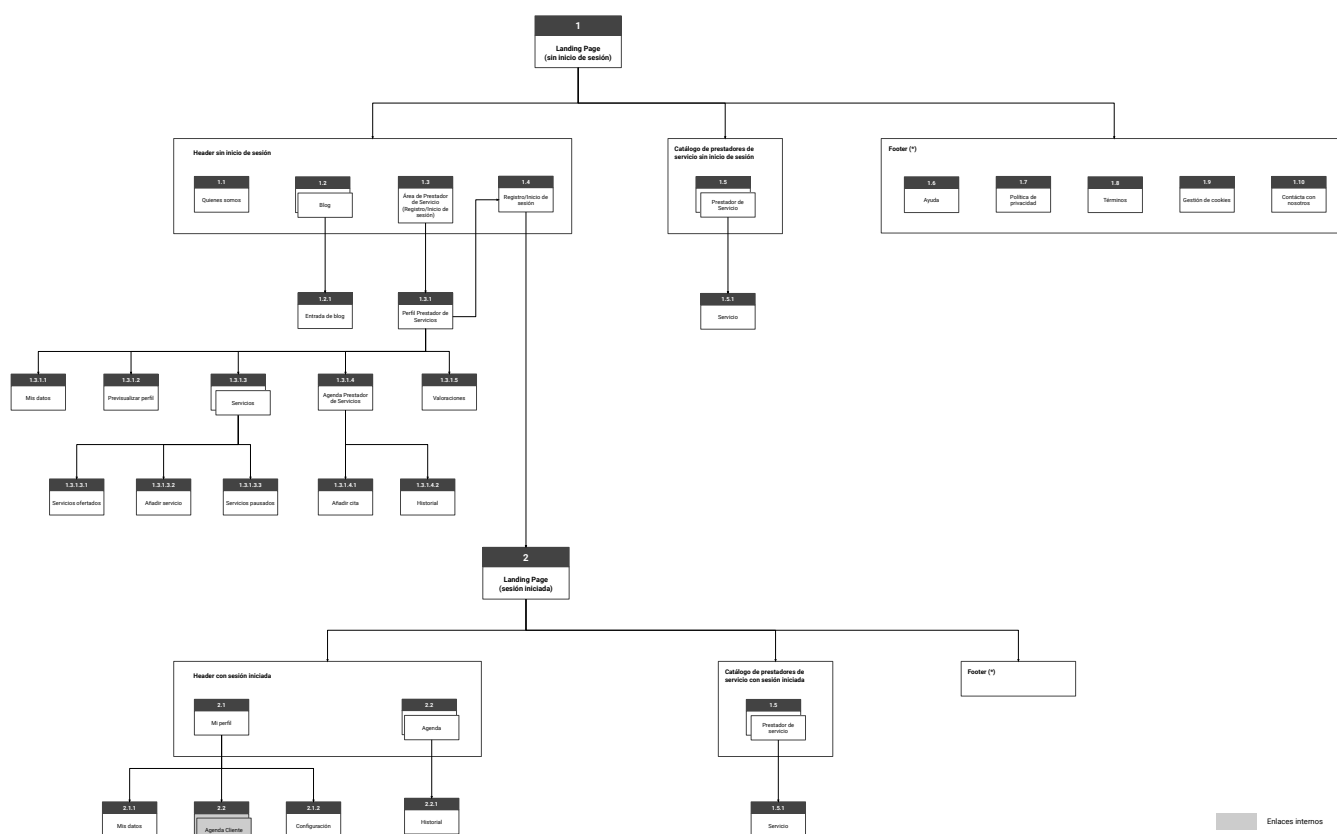 1
Landing Page
(sin inicio de sesión)
Header sin inicio de sesión
1.1
Quienes somos
1.2
Blog
1.3
Área de Prestador
de Servicio
(Registro/Inicio de
sesión)
1.4
Registro/Inicio de
sesión
Catálogo de prestadores de
servicio sin inicio de sesión
1.5
Prestador de
Servicio
Footer (*)
1.6
Ayuda
1.7
Política de
privacidad
1.8
Términos
1.9
Gestión de cookies
1.10
Contácta con
nosotros
1.2.1
Entrada de blog
1.3.1
Perfil Prestador de
Servicios
1.5.1
Servicio
1.3.1.1
Mis datos
1.3.1.2
Previsualizar perfil
1.3.1.3
Servicios
1.3.1.4
Agenda Prestador
de Servicios
1.3.1.5
Valoraciones
1.3.1.3.1
Servicios ofertados
1.3.1.3.2
Añadir servicio
1.3.1.3.3
Servicios pausados
1.3.1.4.1
Añadir cita
1.3.1.4.2
Historial
2
Landing Page
(sesión iniciada)
Header con sesión iniciada
2.1
Mi perfil
2.2
Agenda
Catálogo de prestadores de
servicio con sesión iniciada
1.5
Prestador de
servicio
Footer (*)
2.1.1
Mis datos
2.2
Agenda Cliente
2.1.2
Configuración
2.2.1
Historial
1.5.1
Servicio
Enlaces internos